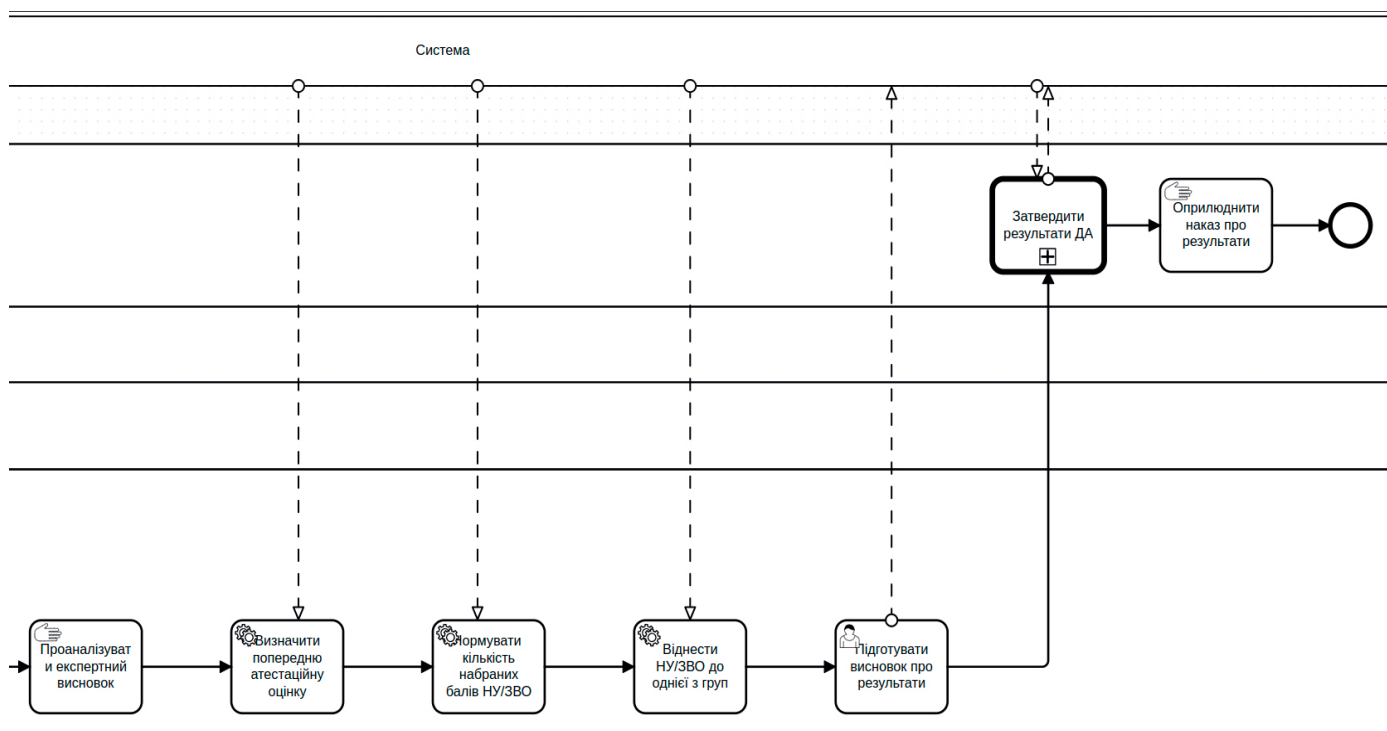 Система
Затвердити
результати ДА
Оприлюднити
наказ про
результати
Проаналізуват
и експертний
висновок
Визначити
попередню
атестаційну
оцінку
Нормувати
кількість
набраних
балів НУ/ЗВО
Віднести
НУ/ЗВО до
однієї з груп
Підготувати
висновок про
результати